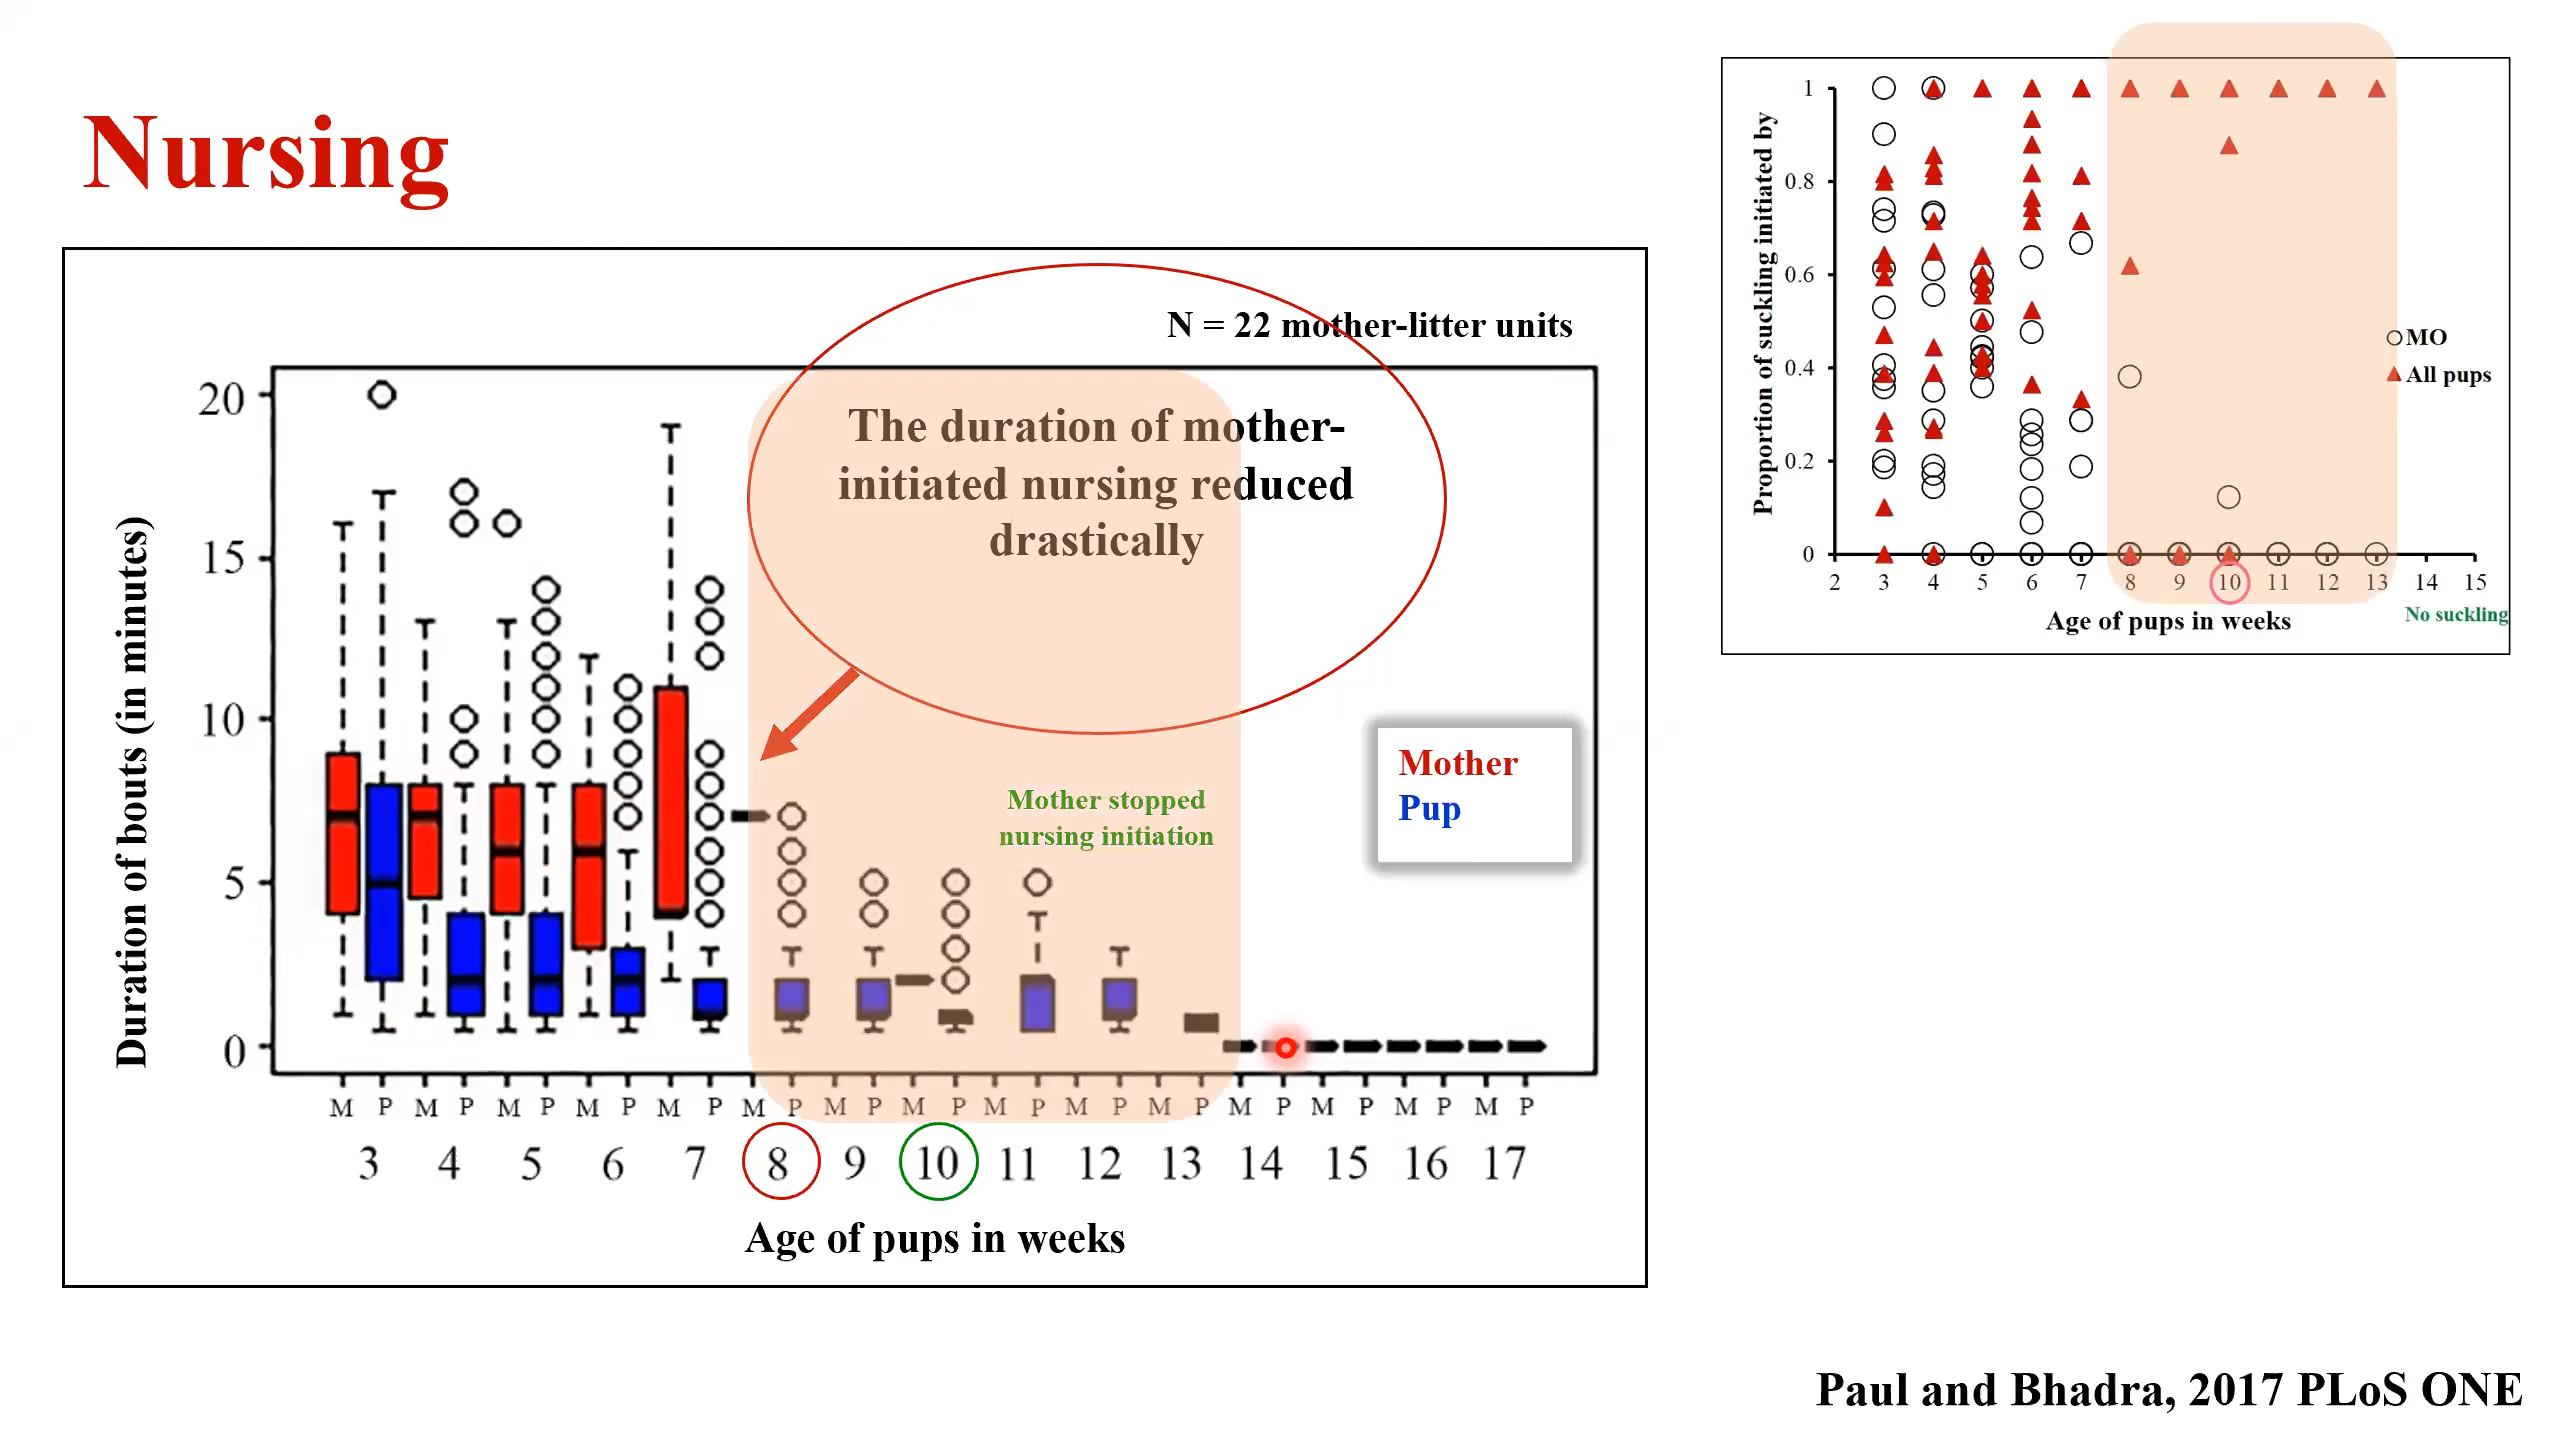 Nursing
N = 22 mother-litter units
The duration of mother-
initiated nursing reduced
drastically
Mother stopped
nursing initiation
Mother
Pup
Duration of bouts (in minutes)
20
15
10
5
0
M P M P M P M P M P M P M P M P M P M P M P M P M P M P M P
3 4 5 6 7 8 9 10 11 12 13 14 15 16 17
Age of pups in weeks
Proportion of suckling initiated by
1
0.8
0.6
0.4
0.2
0
2 3 4 5 6 7 8 9 10 11 12 13 14 15
MO
All pups
No suckling
Age of pups in weeks
Paul and Bhadra, 2017 PLoS ONE